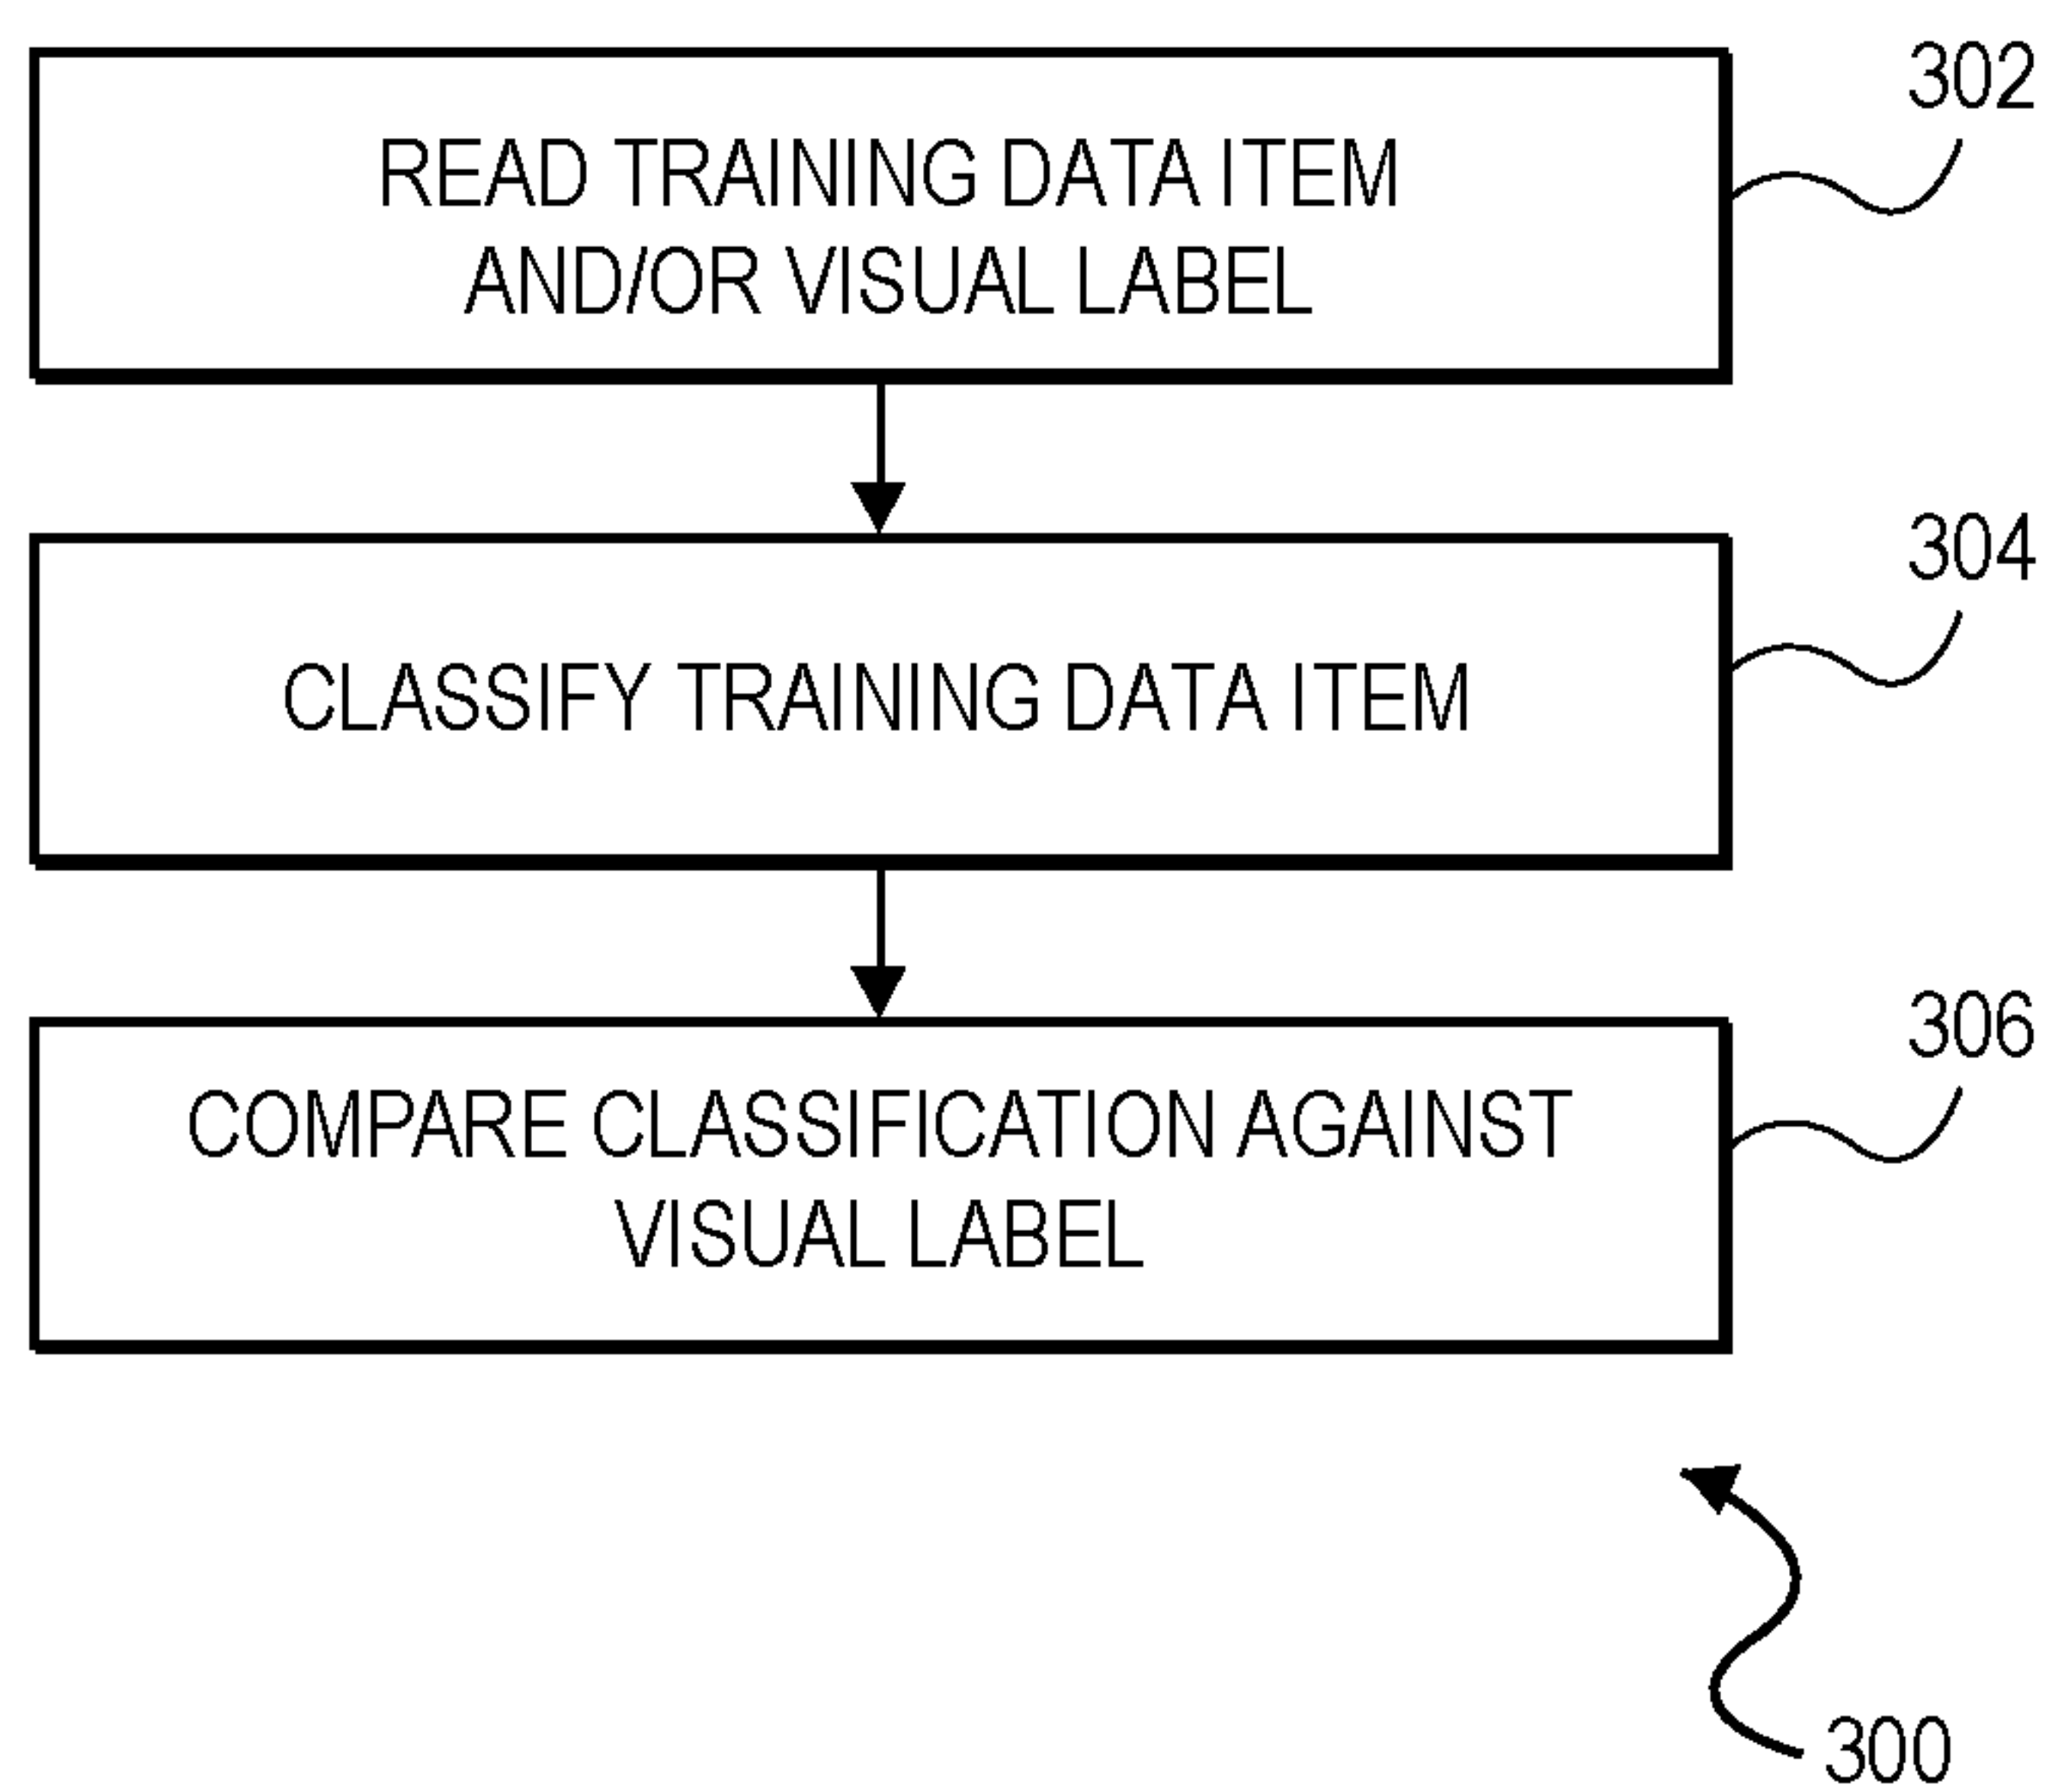 302
READ TRAINING DATA ITEM
AND/OR VISUAL LABEL
304
CLASSIFY TRAINING DATA ITEM
306
COMPARE CLASSIFICATION AGAINST
VISUAL LABEL
300